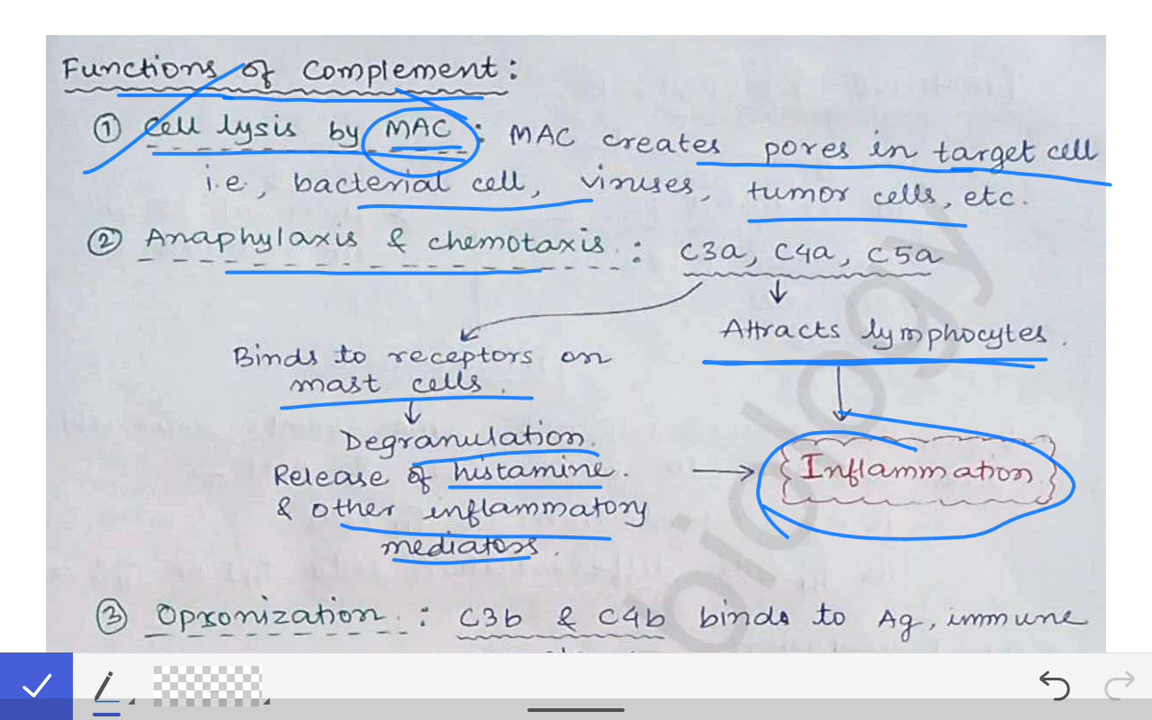 Functions of Complement :
① Cell lysis by MAC : MAC creates pores in target cell
i.e., bacterial cell, viruses, tumor cells, etc.
② Anaphylaxis & chemotaxis : C3a, C4a, C5a
Attracts lymphocytes.
Binds to receptors on
mast cells.
Degranulation.
Release of histamine.
& other inflammatory
mediators.
Inflammation
③ Opsonization : C3b & C4b binds to Ag, immune
biology